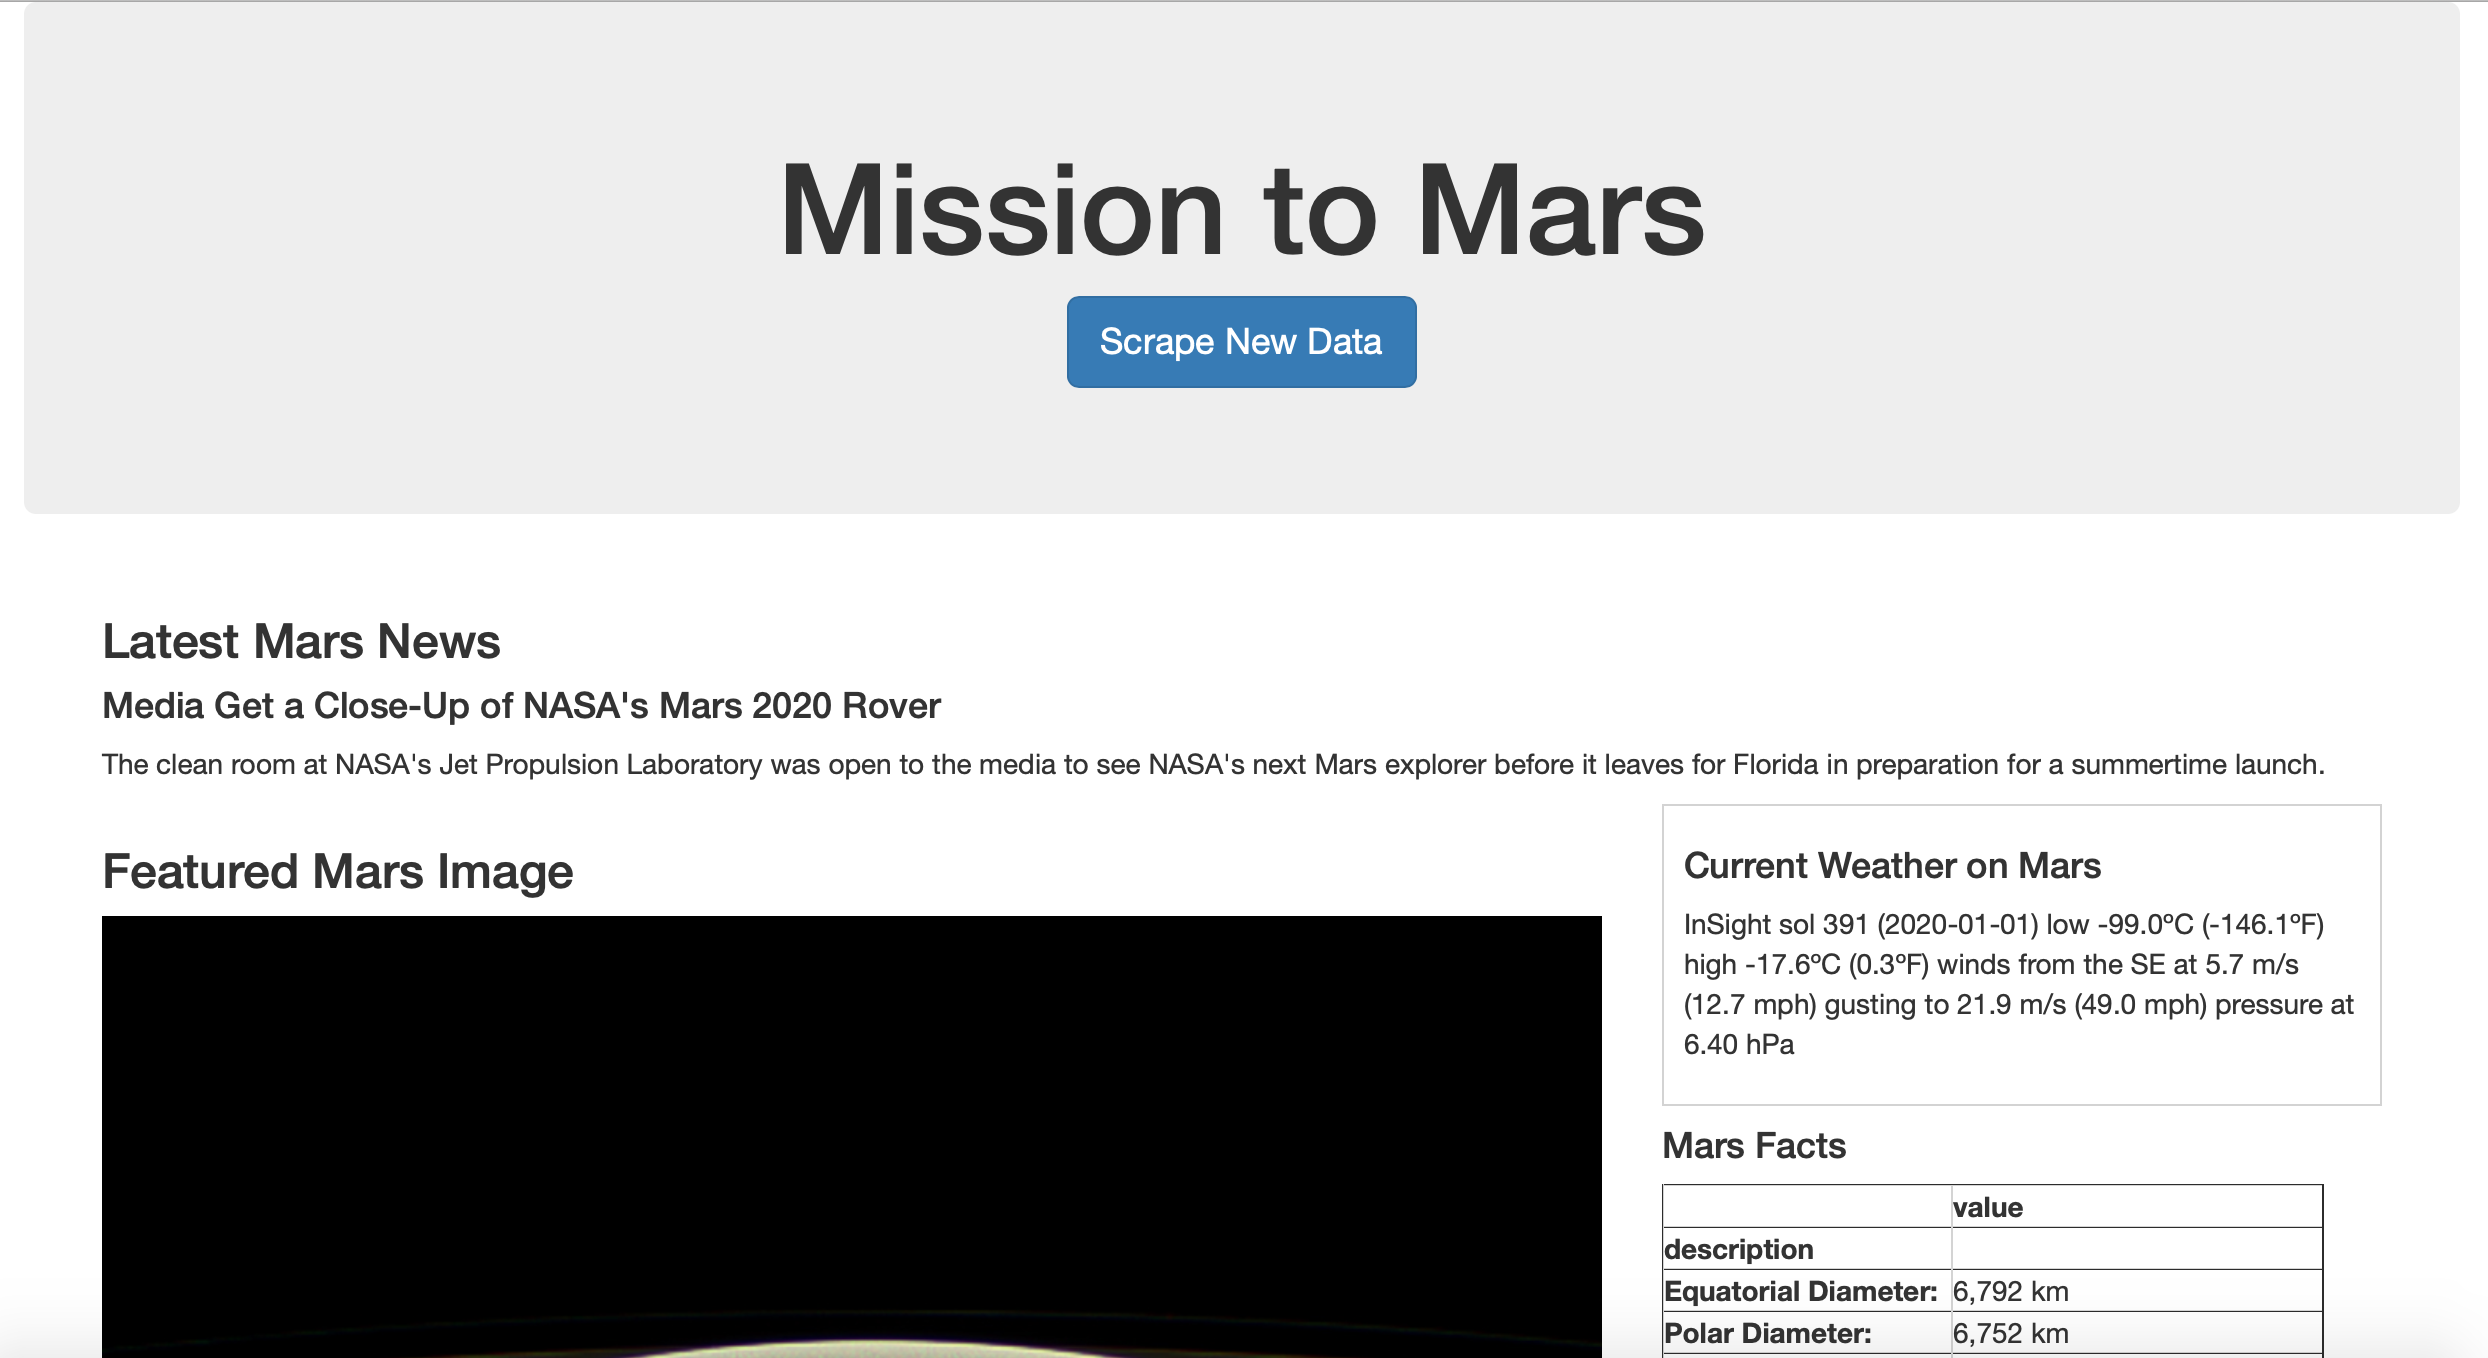 Mission to Mars
Scrape New Data
Latest Mars News
Media Get a Close-Up of NASA's Mars 2020 Rover
The clean room at NASA's Jet Propulsion Laboratory was open to the media to see NASA's next Mars explorer before it leaves for Florida in preparation for a summertime launch.
Featured Mars Image
Current Weather on Mars
InSight sol 391 (2020-01-01) low -99.0ºC (-146.1ºF)
high -17.6ºC (0.3ºF) winds from the SE at 5.7 m/s
(12.7 mph) gusting to 21.9 m/s (49.0 mph) pressure at
6.40 hPa
Mars Facts
value
description
Equatorial Diameter: 6,792 km
Polar Diameter: 6,752 km